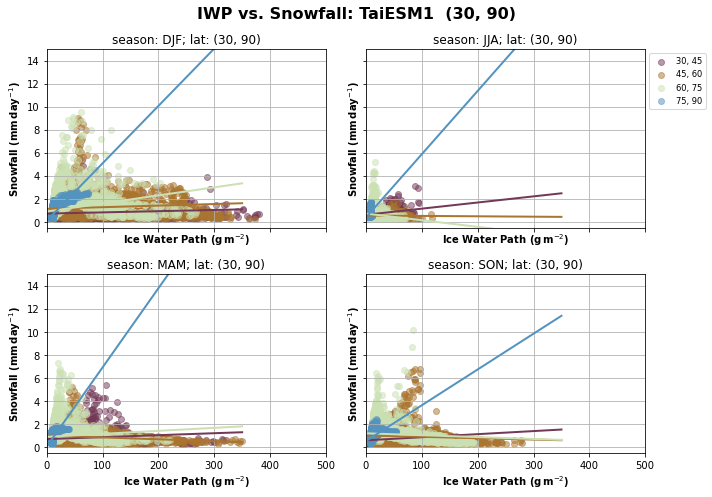 IWP vs. Snowfall: TaiESM1  (30, 90)
season: DJF; lat: (30, 90)
14
12
10
8
6
4
2
0
Snowfall (mm day⁻¹)
Ice Water Path (g m⁻²)
season: JJA; lat: (30, 90)
Snowfall (mm day⁻¹)
Ice Water Path (g m⁻²)
30, 45
45, 60
60, 75
75, 90
season: MAM; lat: (30, 90)
14
12
10
8
6
4
2
0
Snowfall (mm day⁻¹)
0 100 200 300 400 500
Ice Water Path (g m⁻²)
season: SON; lat: (30, 90)
Snowfall (mm day⁻¹)
0 100 200 300 400 500
Ice Water Path (g m⁻²)